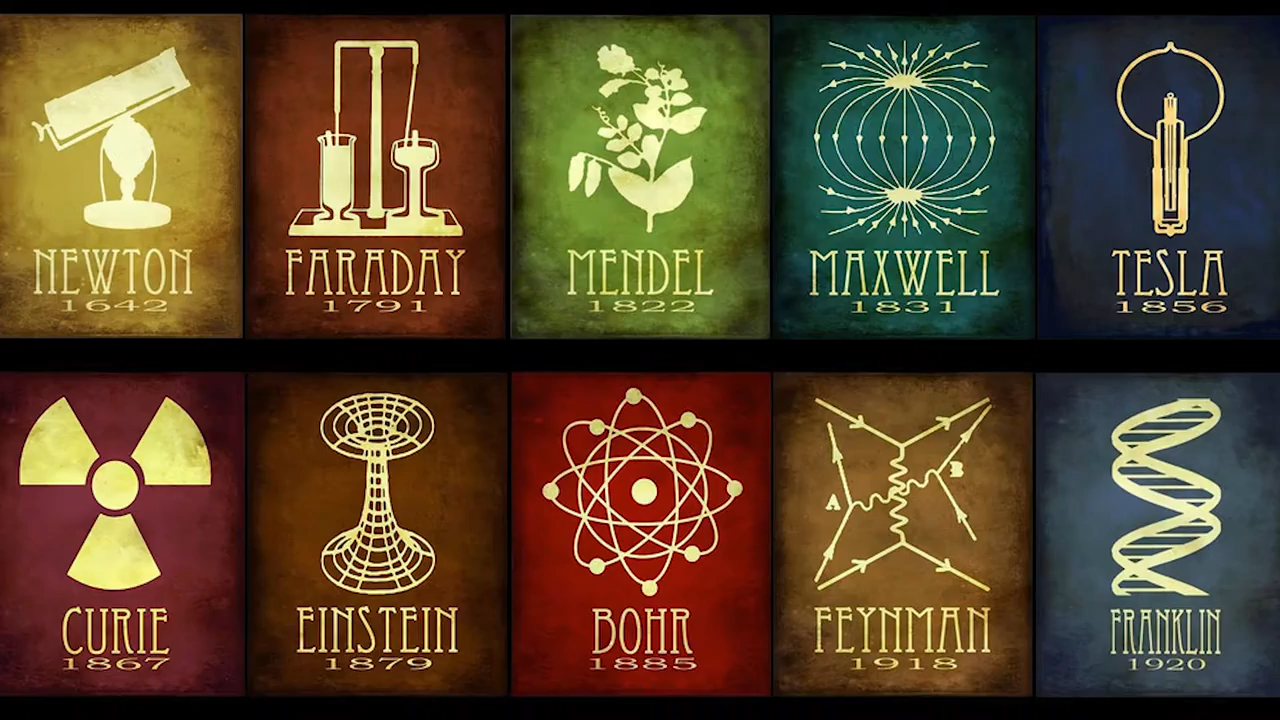 NEWTON
1642
FARADAY
1791
MENDEL
1822
MAXWELL
1831
TESLA
1856
CURIE
1867
EINSTEIN
1879
BOHR
1885
A
B
FEYNMAN
1918
FRANKLIN
1920